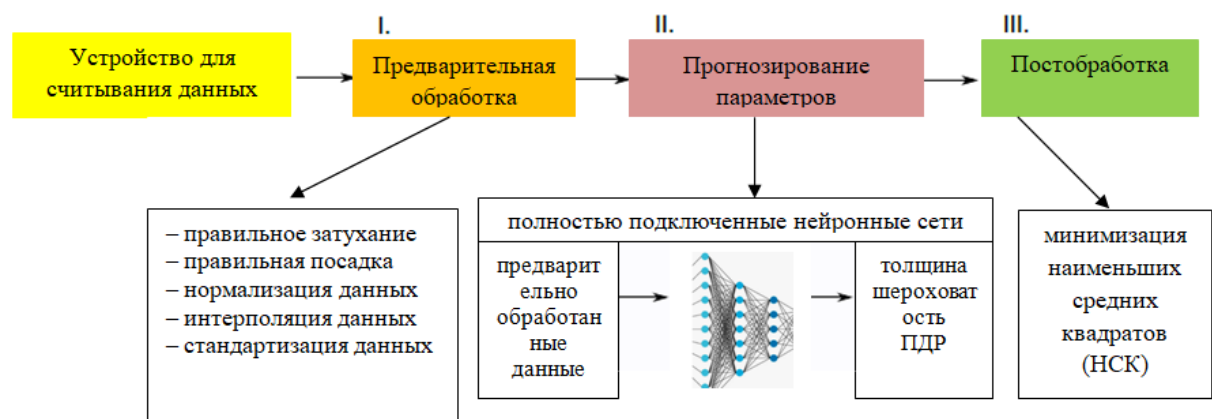 I.
II.
III.
Устройство для
считывания данных
Предварительная
обработка
Прогнозирование
параметров
Постобработка
– правильное затухание
– правильная посадка
– нормализация данных
– интерполяция данных
– стандартизация данных
полностью подключенные нейронные сети
предварит
ельно
обработан
ные
данные
толщина
шероховат
ость
ПДР
минимизация
наименьших
средних
квадратов
(НСК)